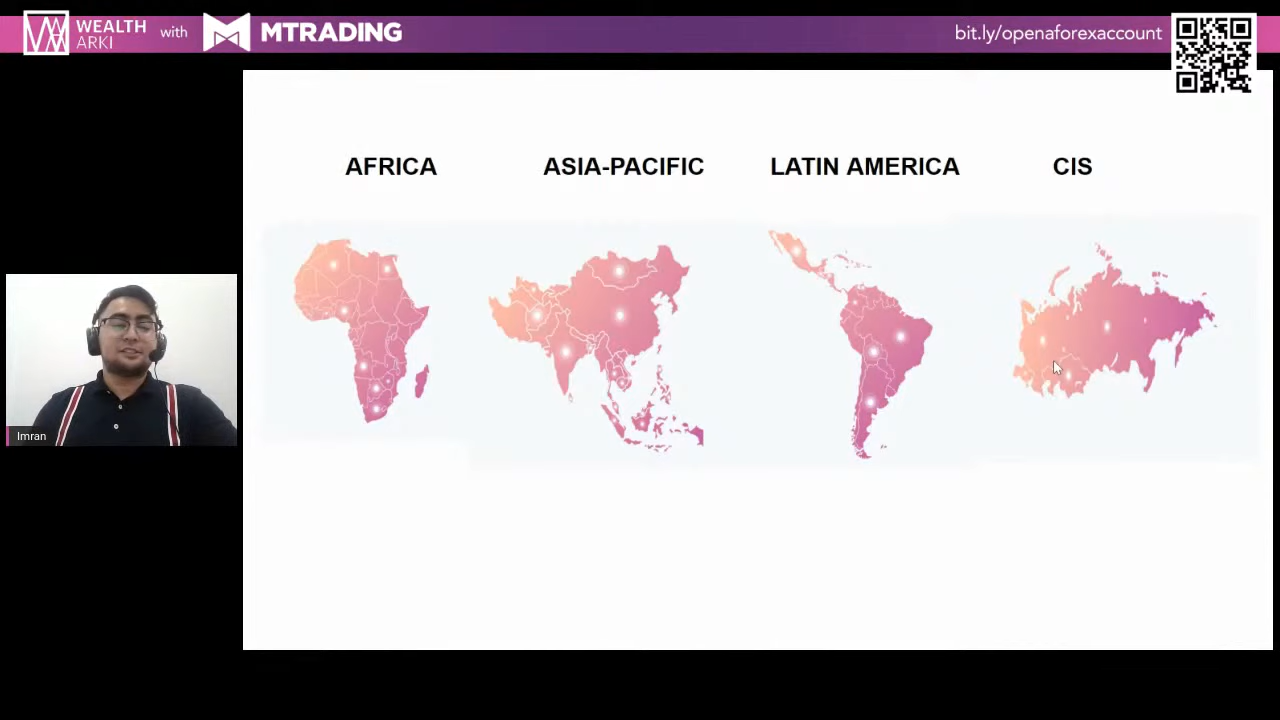 WEALTH
ARKI
with
MTRADING
bit.ly/openaforexaccount
AFRICA
ASIA-PACIFIC
LATIN AMERICA
CIS
Imran